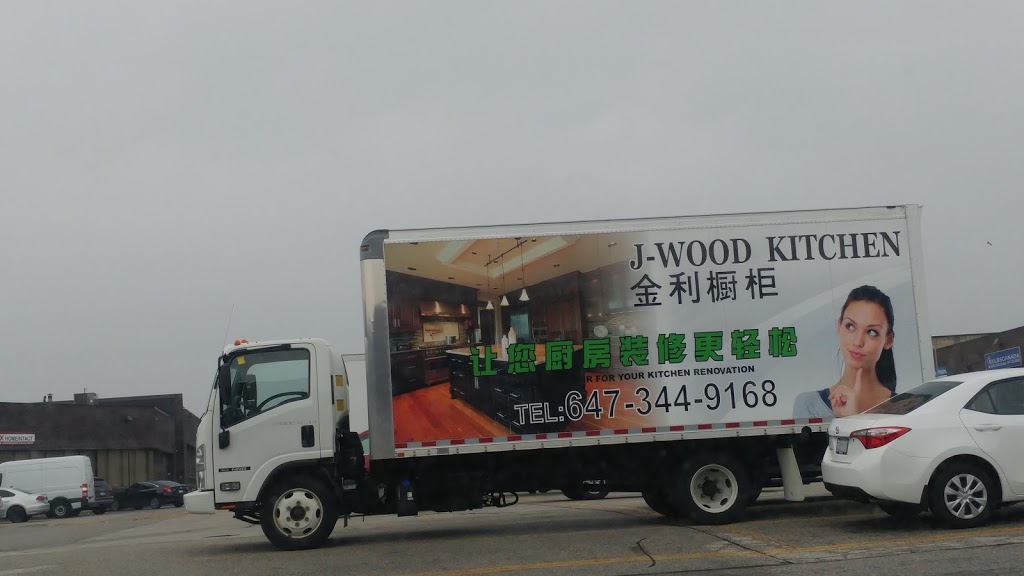 J-WOOD KITCHEN
金利橱柜
让您厨房装修更轻松
R FOR YOUR KITCHEN RENOVATION
TEL:647-344-9168
HOMEINTACT